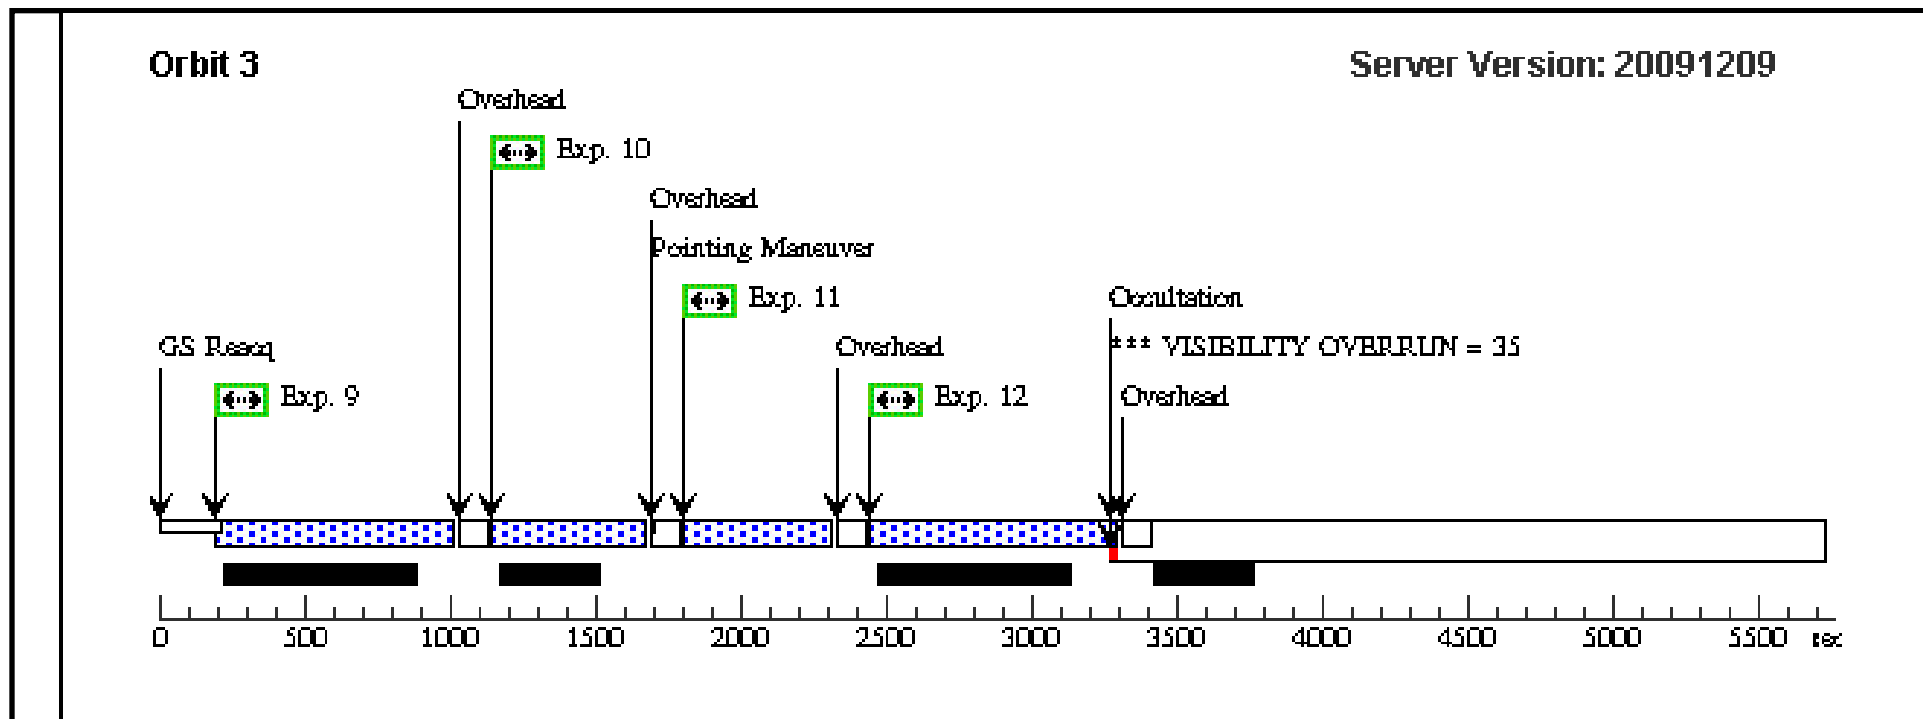 Orbit 3
Server Version: 20091209
Overhead
Exp. 10
Overhead
Pointing Maneuver
Exp. 11
Occultation
GS Reacq
Overhead
*** VISIBILITY OVERRUN = 35
Exp. 9
Exp. 12
Overhead
0 500 1000 1500 2000 2500 3000 3500 4000 4500 5000 5500 sec